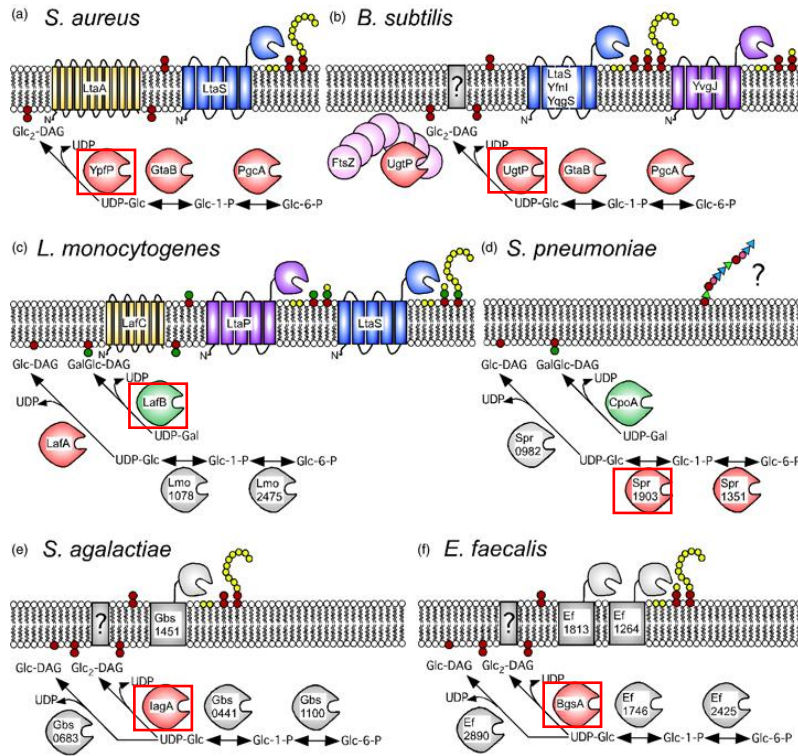 (a) S. aureus
LtaA
LtaS
N
N
Glc2-DAG
UDP
YpfP
GtaB
PgcA
UDP-Glc
Glc-1-P
Glc-6-P
(b) B. subtilis
?
LtaS
YfnI
YqgS
YvgJ
N
N
Glc2-DAG
FtsZ
UgtP
UDP
UgtP
GtaB
PgcA
UDP-Glc
Glc-1-P
Glc-6-P
(c) L. monocytogenes
LafC
LtaP
LtaS
N
N
N
Glc-DAG
GalGlc-DAG
UDP
UDP
LafB
UDP-Gal
LafA
UDP-Glc
Glc-1-P
Glc-6-P
Lmo
1078
Lmo
2475
(d) S. pneumoniae
?
Glc-DAG
GalGlc-DAG
UDP
UDP
CpoA
UDP-Gal
Spr
0982
UDP-Glc
Glc-1-P
Glc-6-P
Spr
1903
Spr
1351
(e) S. agalactiae
?
Gbs
1451
Glc-DAG
Glc2-DAG
UDP
UDP
IagA
Gbs
0441
Gbs
1100
Gbs
0683
UDP-Glc
Glc-1-P
Glc-6-P
(f) E. faecalis
?
Ef
1813
Ef
1264
Glc-DAG
Glc2-DAG
UDP
UDP
BgsA
Ef
1746
Ef
2425
Ef
2890
UDP-Glc
Glc-1-P
Glc-6-P